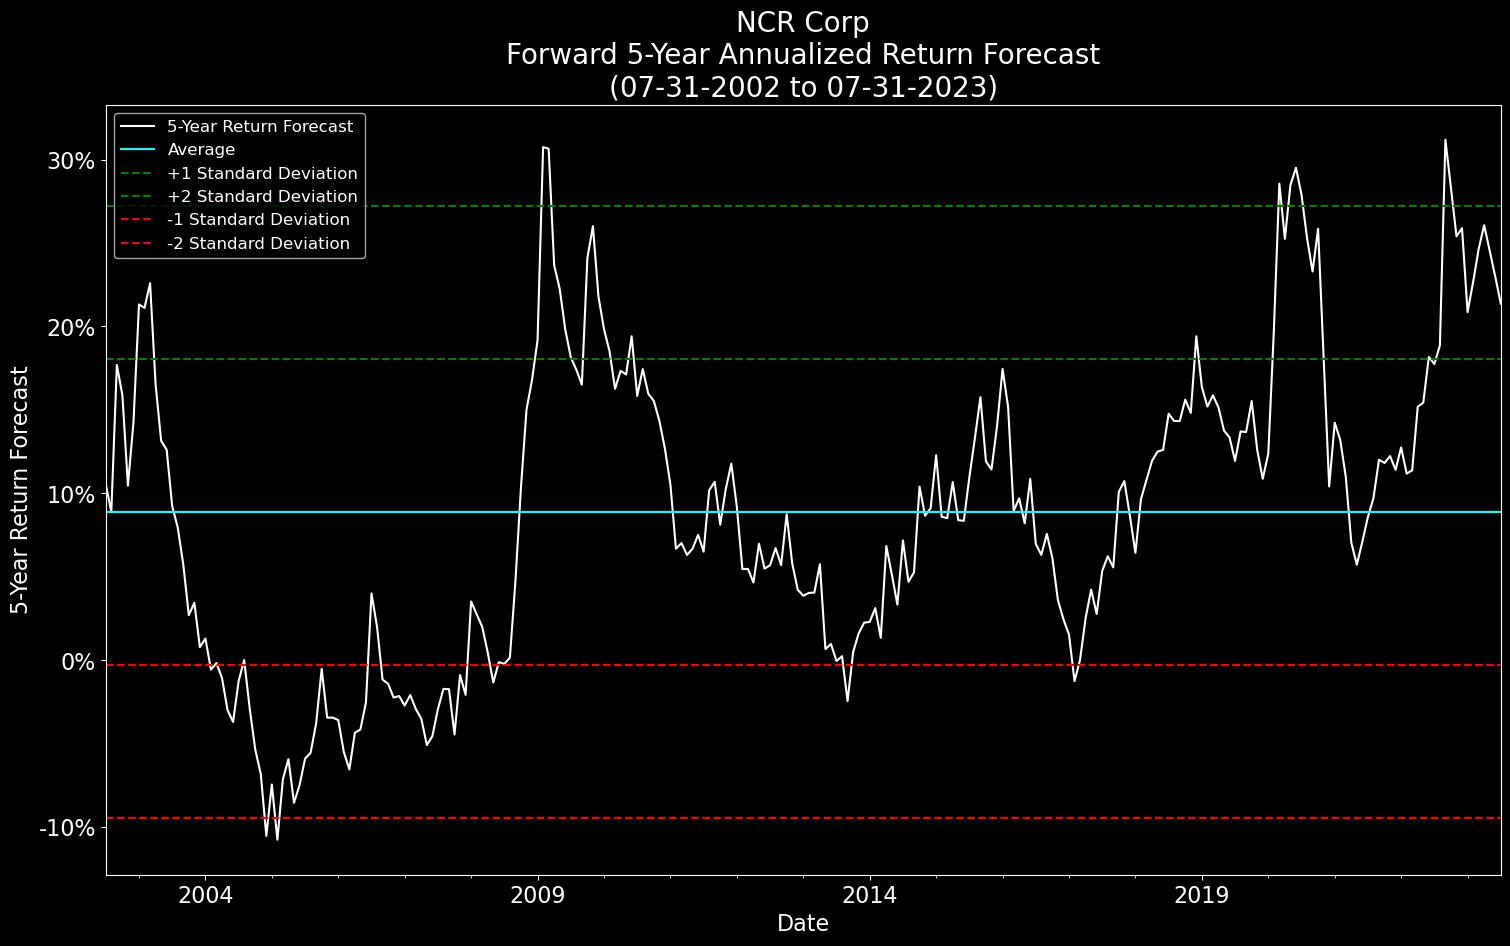 NCR Corp
Forward 5-Year Annualized Return Forecast
(07-31-2002 to 07-31-2023)
5-Year Return Forecast
Average
+1 Standard Deviation
+2 Standard Deviation
-1 Standard Deviation
-2 Standard Deviation
30%
20%
10%
0%
-10%
5-Year Return Forecast
2004
2009
2014
2019
Date